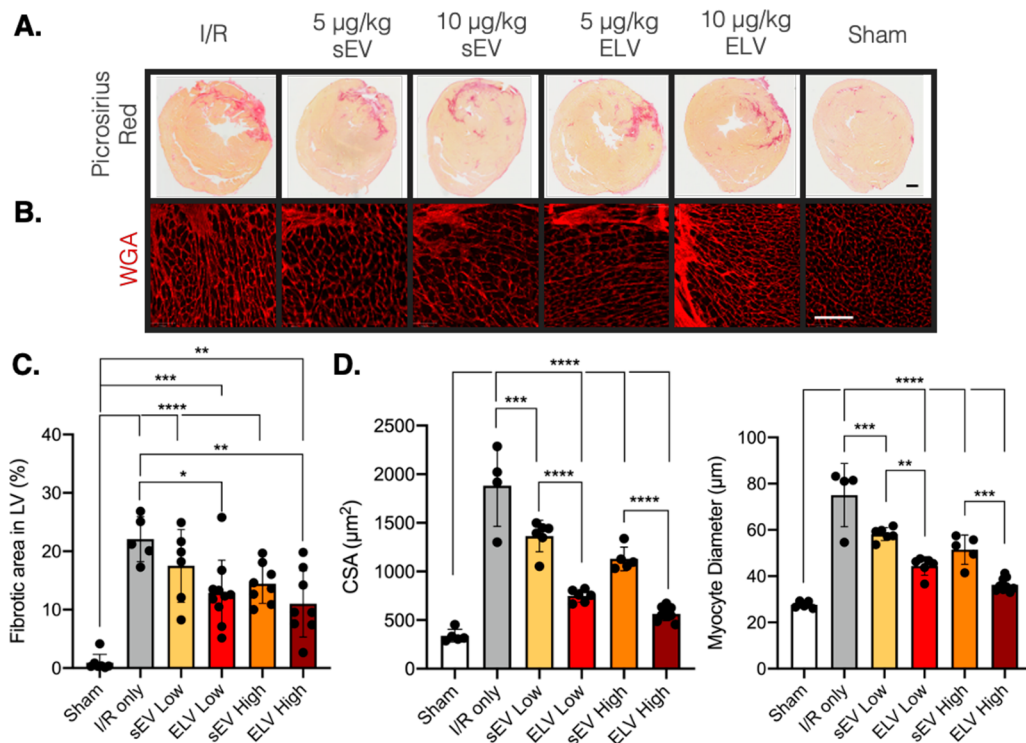 A.
I/R
5 µg/kg
sEV
10 µg/kg
sEV
5 µg/kg
ELV
10 µg/kg
ELV
Sham
Picrosirius
Red
B.
WGA
C.
**
***
****
**
*
Fibrotic area in LV (%)
40
30
20
10
0
Sham
I/R only
sEV Low
ELV Low
sEV High
ELV High
D.
****
***
****
****
CSA (µm²)
2500
2000
1500
1000
500
0
Sham
I/R only
sEV Low
ELV Low
sEV High
ELV High
****
***
**
***
Myocyte Diameter (µm)
100
80
60
40
20
0
Sham
I/R only
sEV Low
ELV Low
sEV High
ELV High